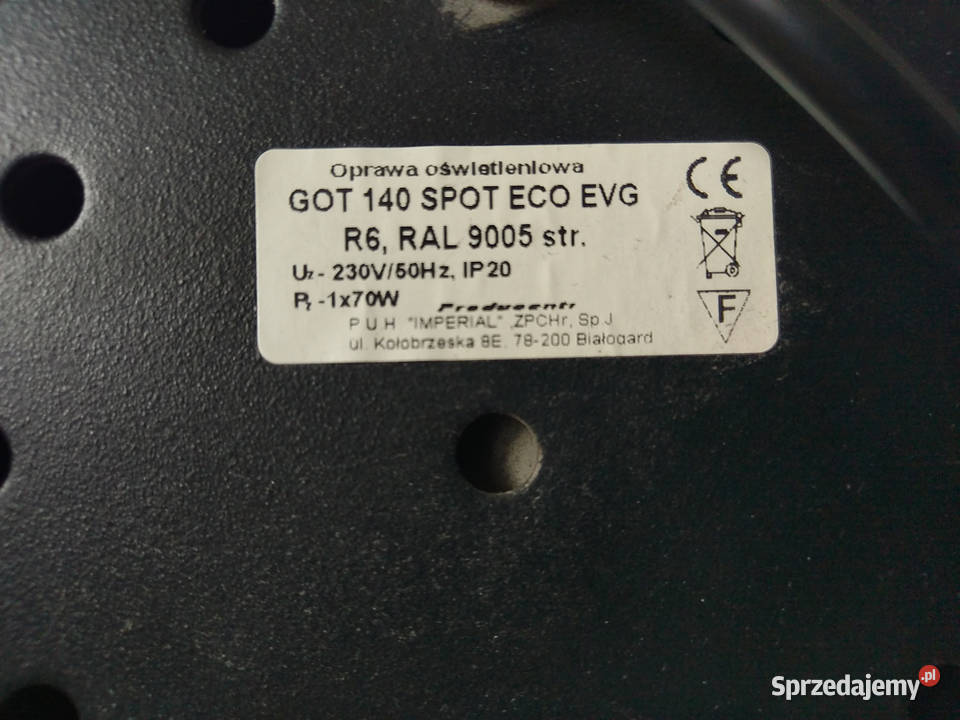 Oprawa oświetleniowa
GOT 140 SPOT ECO EVG
R6, RAL 9005 str.
Uz - 230V/50Hz, IP20
Pz -1x70W
Producent:
P U H "IMPERIAL" ZPCHr, Sp J
ul. Kołobrzeska 8E, 78-200 Białogard
CE
F
Sprzedajemy.pl